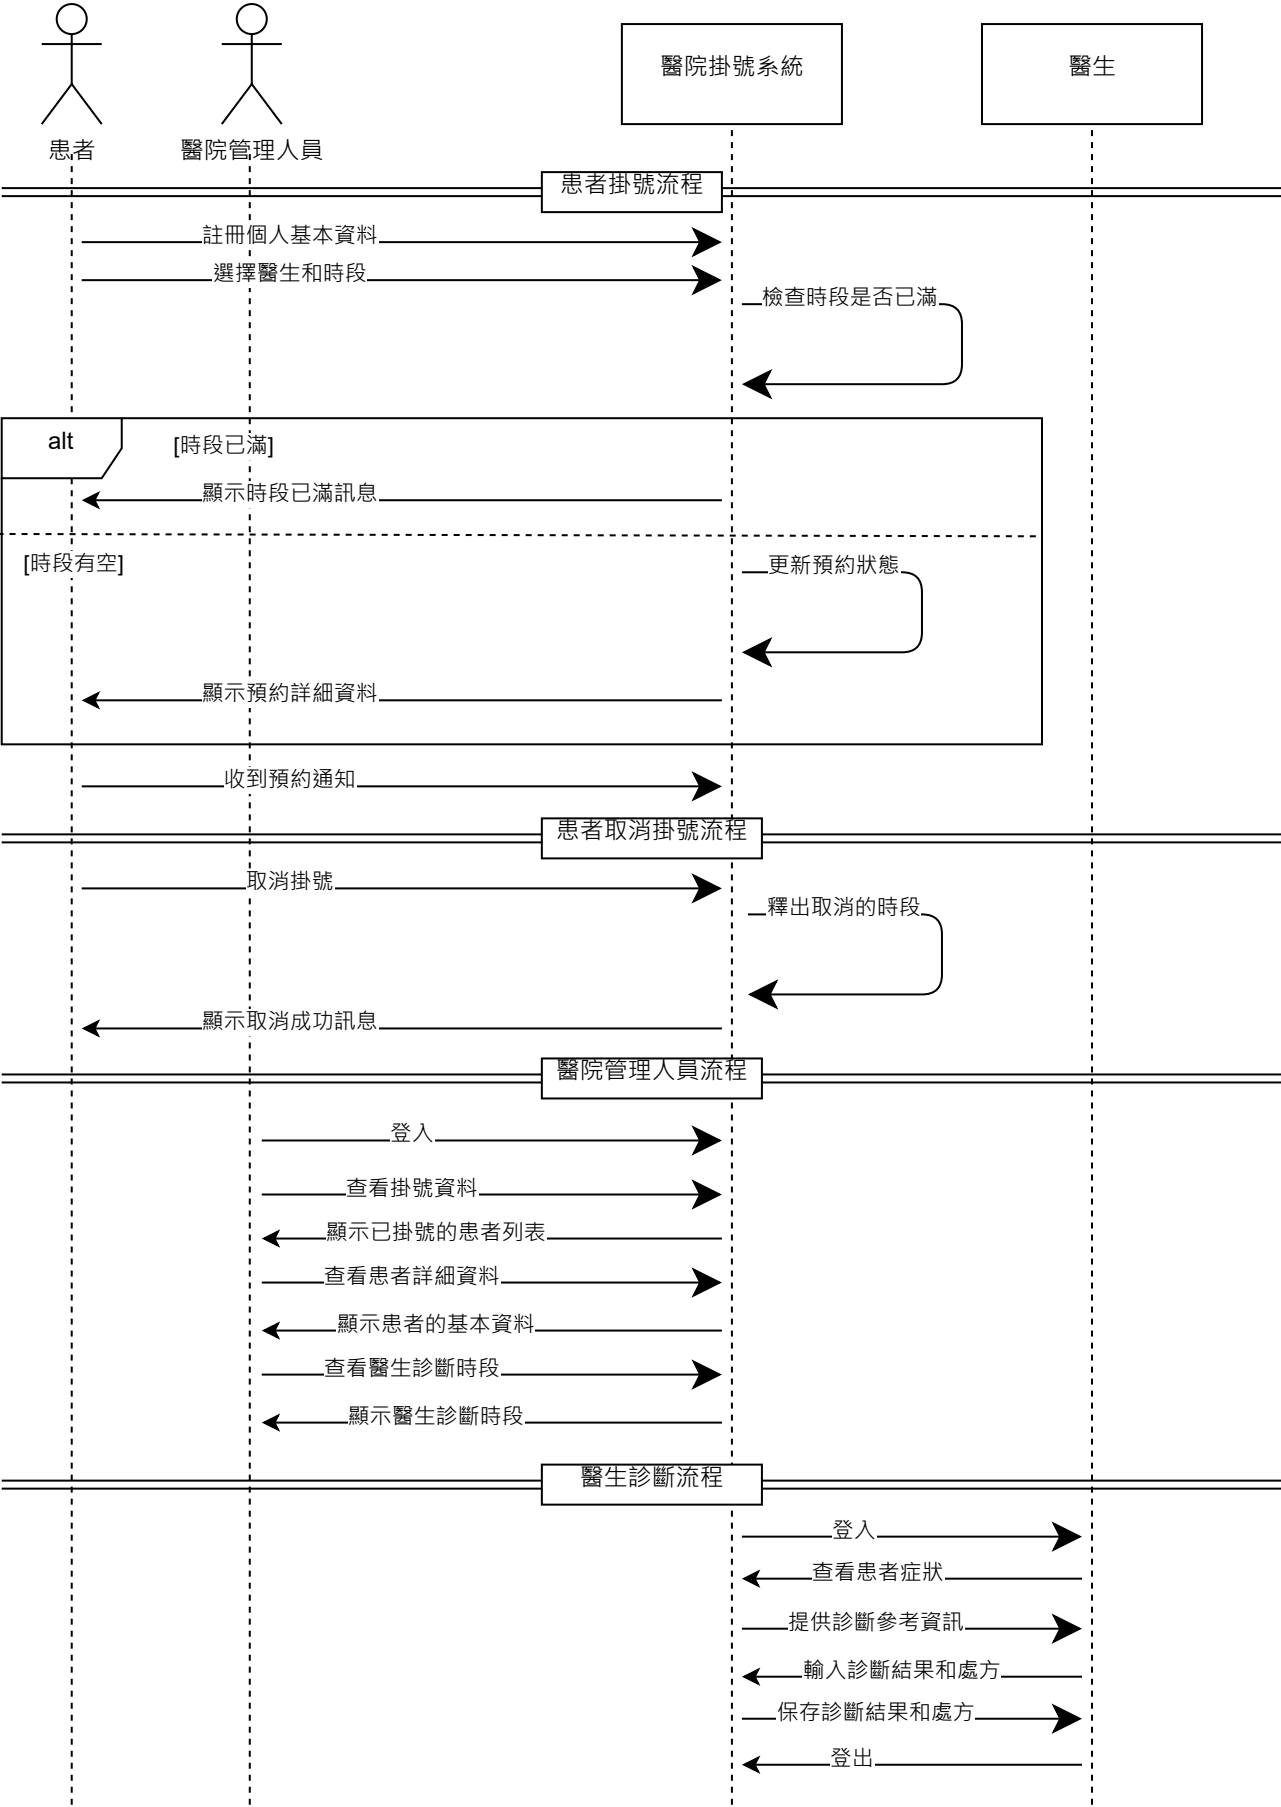 醫院掛號系統
醫生
患者
醫院管理人員
患者掛號流程
註冊個人基本資料
選擇醫生和時段
檢查時段是否已滿
alt
[時段已滿]
顯示時段已滿訊息
[時段有空]
更新預約狀態
顯示預約詳細資料
收到預約通知
患者取消掛號流程
取消掛號
釋出取消的時段
顯示取消成功訊息
醫院管理人員流程
登入
查看掛號資料
顯示已掛號的患者列表
查看患者詳細資料
顯示患者的基本資料
查看醫生診斷時段
顯示醫生診斷時段
醫生診斷流程
登入
查看患者症狀
提供診斷參考資訊
輸入診斷結果和處方
保存診斷結果和處方
登出